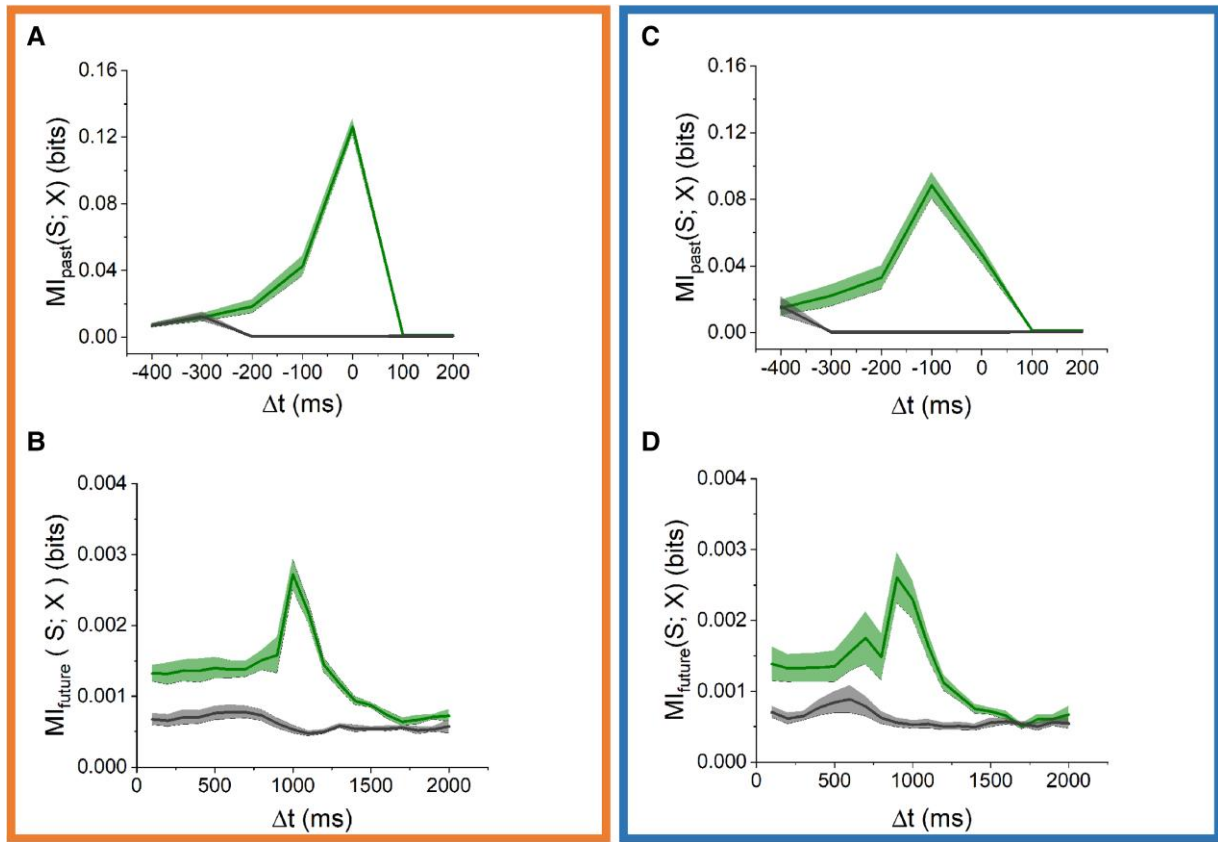 A
0.16
0.12
0.08
0.04
0.00
MI_past(S; X) (bits)
-400 -300 -200 -100 0 100 200
Δt (ms)
B
0.004
0.003
0.002
0.001
0.000
MI_future ( S; X ) (bits)
0 500 1000 1500 2000
Δt (ms)
C
0.16
0.12
0.08
0.04
0.00
MI_past(S; X) (bits)
-400 -300 -200 -100 0 100 200
Δt (ms)
D
0.004
0.003
0.002
0.001
0.000
MI_future(S; X) (bits)
0 500 1000 1500 2000
Δt (ms)